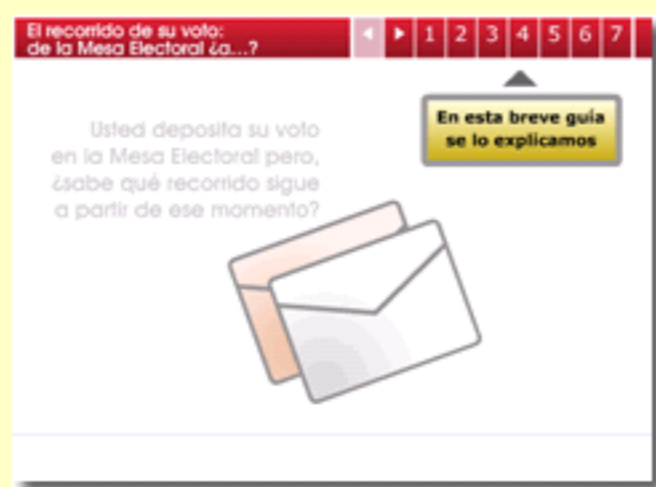 El recorrido de su voto:
de la Mesa Electoral ¿a...?
1 2 3 4 5 6 7
En esta breve guía
se lo explicamos
Usted deposita su voto
en la Mesa Electoral pero,
¿sabe qué recorrido sigue
a partir de ese momento?